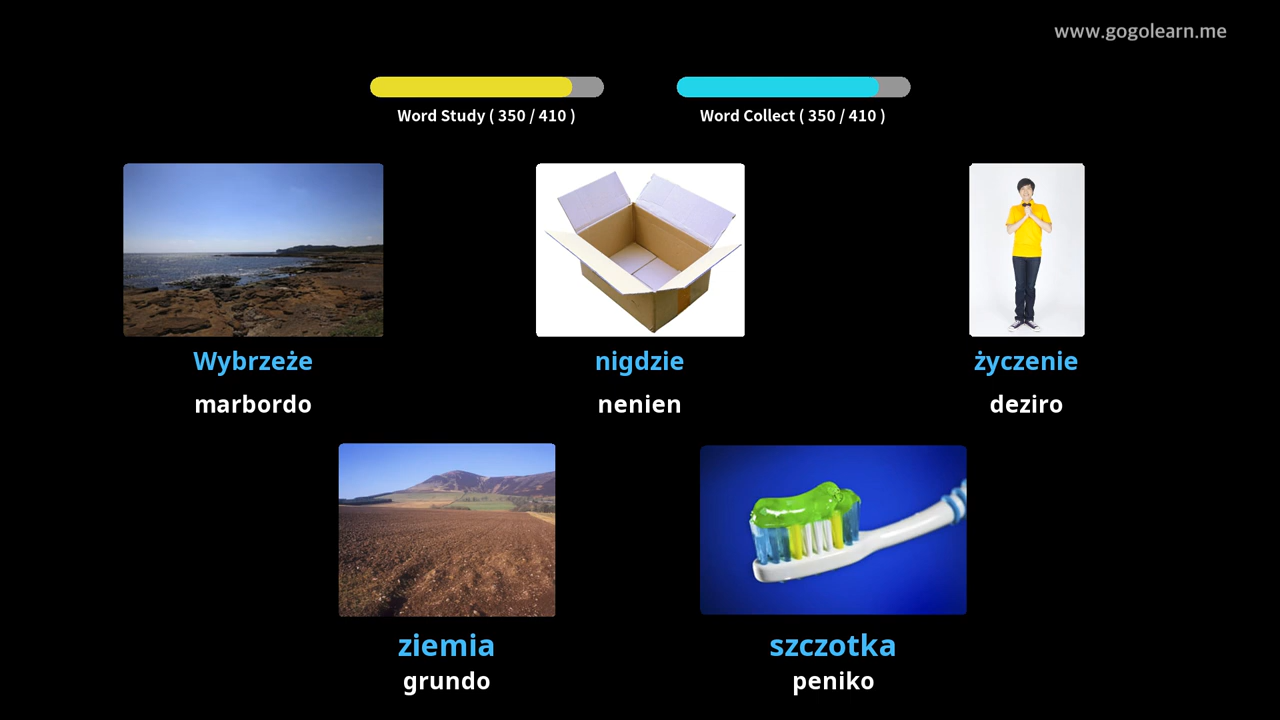 www.gogolearn.me
Word Study ( 350 / 410 )
Word Collect ( 350 / 410 )
Wybrzeże
marbordo
nigdzie
nenien
życzenie
deziro
ziemia
grundo
szczotka
peniko